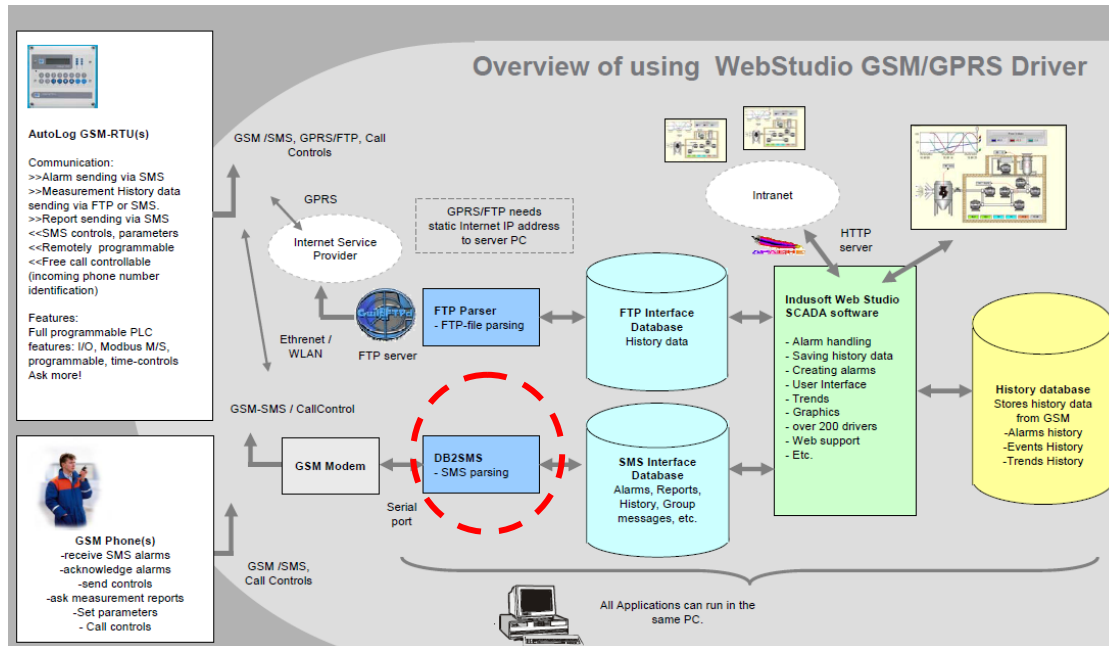 Overview of using WebStudio GSM/GPRS Driver
AutoLog GSM-RTU(s)
Communication:
>>Alarm sending via SMS
>>Measurement History data
sending via FTP or SMS.
>>Report sending via SMS
<<SMS controls, parameters
<<Remotely programmable
<<Free call controllable
(incoming phone number
identification)
Features:
Full programmable PLC
features: I/O, Modbus M/S,
programmable, time-controls
Ask more!
GSM Phone(s)
-receive SMS alarms
-acknowledge alarms
-send controls
-ask measurement reports
-Set parameters
- Call controls
GSM /SMS, GPRS/FTP, Call
Controls
GPRS
Internet Service
Provider
GPRS/FTP needs
static Internet IP address
to server PC
Ethrenet /
WLAN
FTP server
FTP Parser
- FTP-file parsing
FTP Interface
Database
History data
Intranet
HTTP
server
Indusoft Web Studio
SCADA software
- Alarm handling
- Saving history data
- Creating alarms
- User Interface
- Trends
- Graphics
- over 200 drivers
- Web support
- Etc.
History database
Stores history data
from GSM
-Alarms history
-Events History
-Trends History
GSM-SMS / CallControl
GSM Modem
Serial
port
DB2SMS
- SMS parsing
SMS Interface
Database
Alarms, Reports,
History, Group
messages, etc.
GSM /SMS,
Call Controls
All Applications can run in the
same PC.